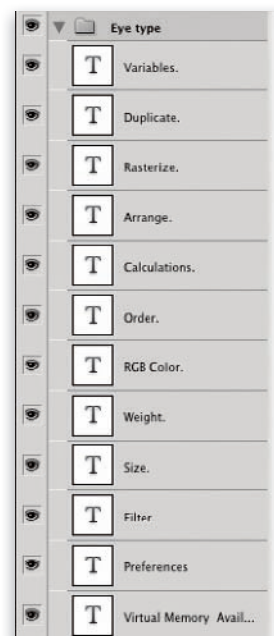 Eye type
T Variables.
T Duplicate.
T Rasterize.
T Arrange.
T Calculations.
T Order.
T RGB Color.
T Weight.
T Size.
T Filter
T Preferences
T Virtual Memory Avail...